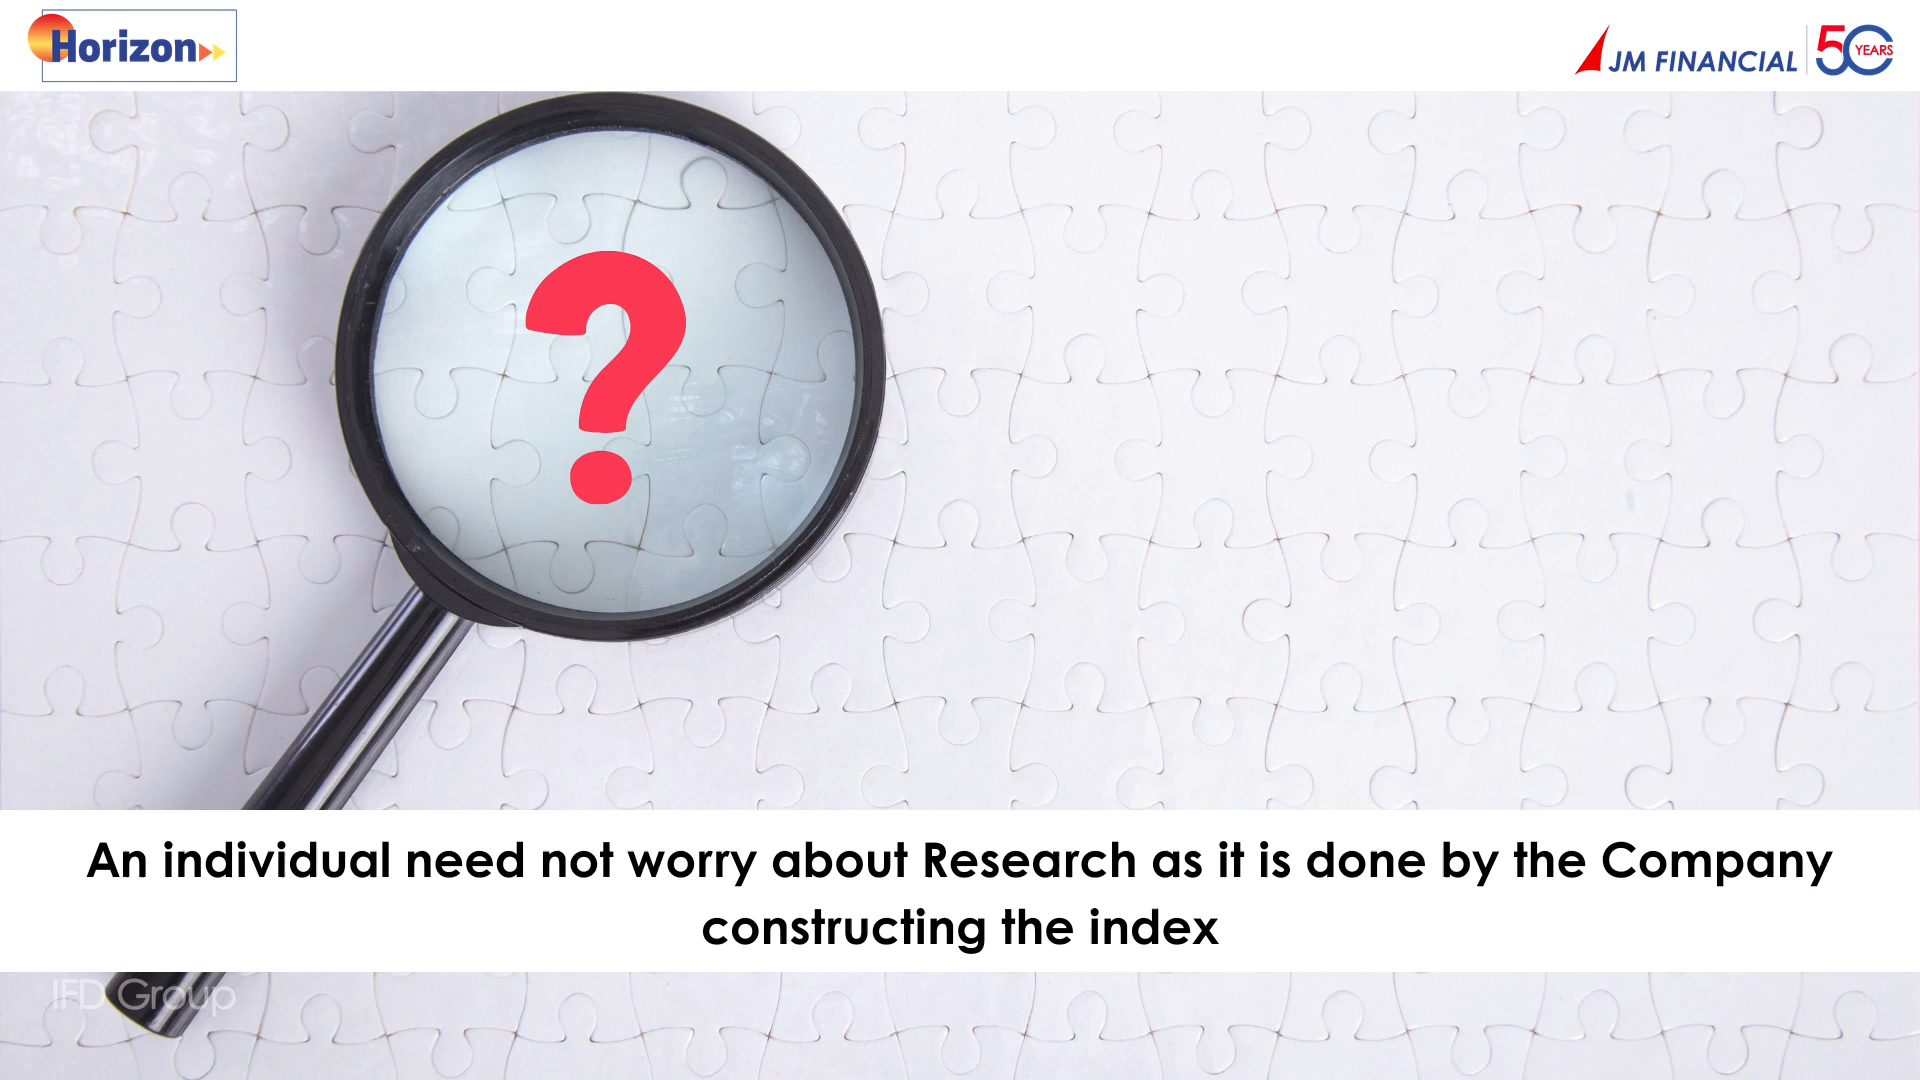 Horizon
JM FINANCIAL
50 YEARS
?
An individual need not worry about Research as it is done by the Company
constructing the index
IFD Group